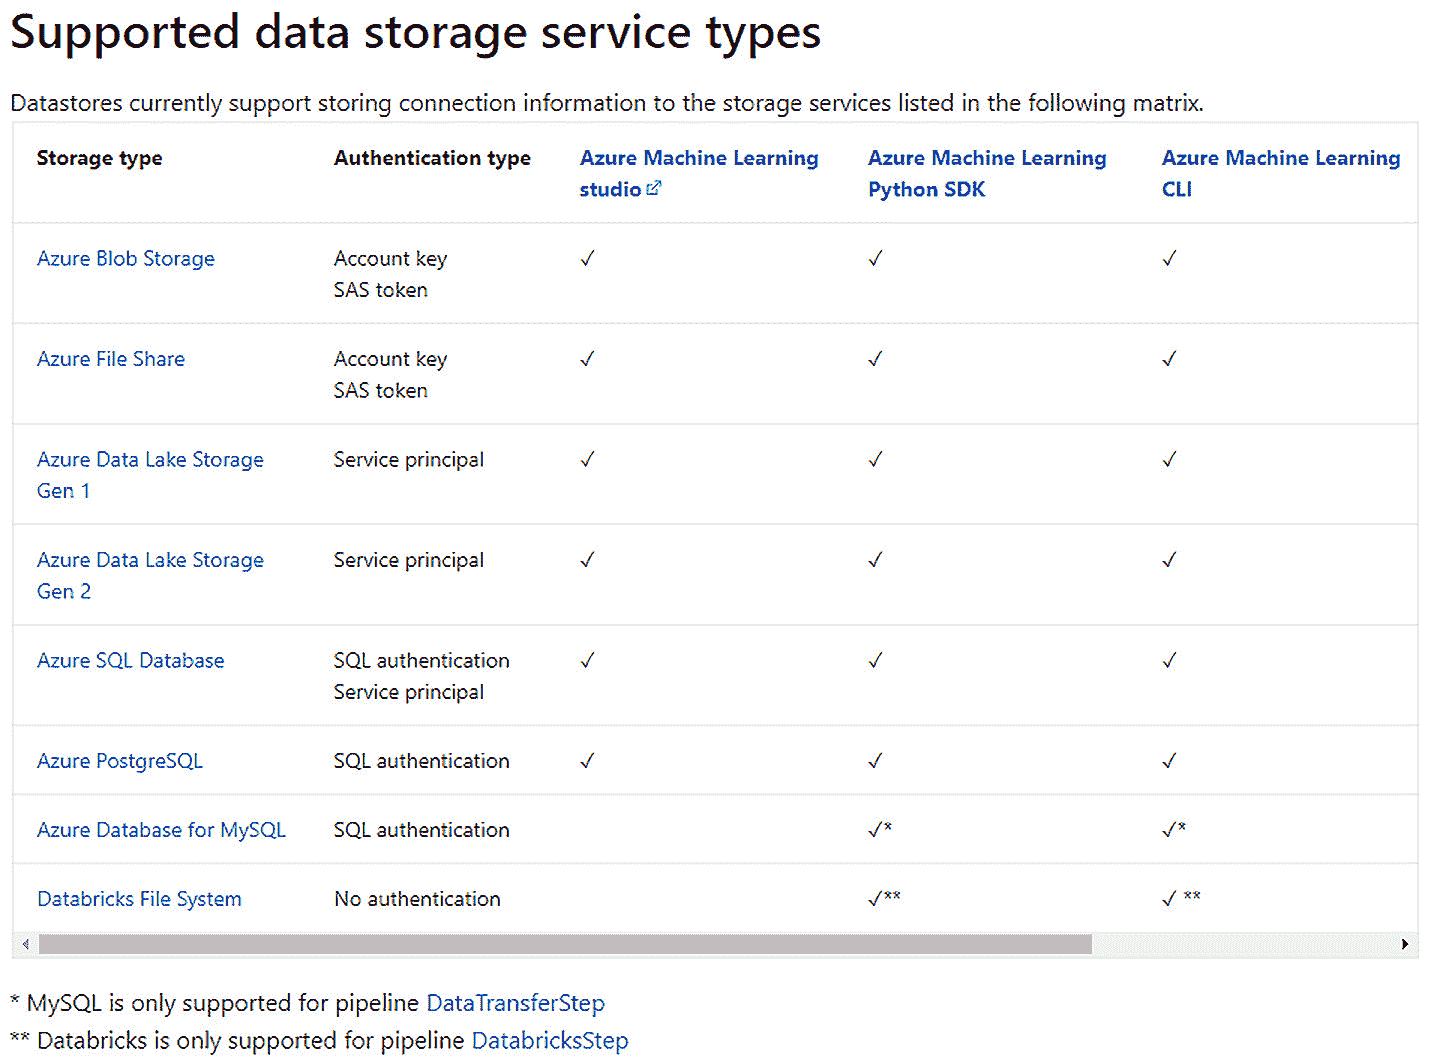 Supported data storage service types
Datastores currently support storing connection information to the storage services listed in the following matrix.
Storage type Authentication type Azure Machine Learning studio Azure Machine Learning Python SDK Azure Machine Learning CLI
Azure Blob Storage Account key ✓ ✓ ✓
SAS token
Azure File Share Account key ✓ ✓ ✓
SAS token
Azure Data Lake Storage Service principal ✓ ✓ ✓
Gen 1
Azure Data Lake Storage Service principal ✓ ✓ ✓
Gen 2
Azure SQL Database SQL authentication ✓ ✓ ✓
Service principal
Azure PostgreSQL SQL authentication ✓ ✓ ✓
Azure Database for MySQL SQL authentication ✓* ✓*
Databricks File System No authentication ✓** ✓ **
* MySQL is only supported for pipeline DataTransferStep
** Databricks is only supported for pipeline DatabricksStep